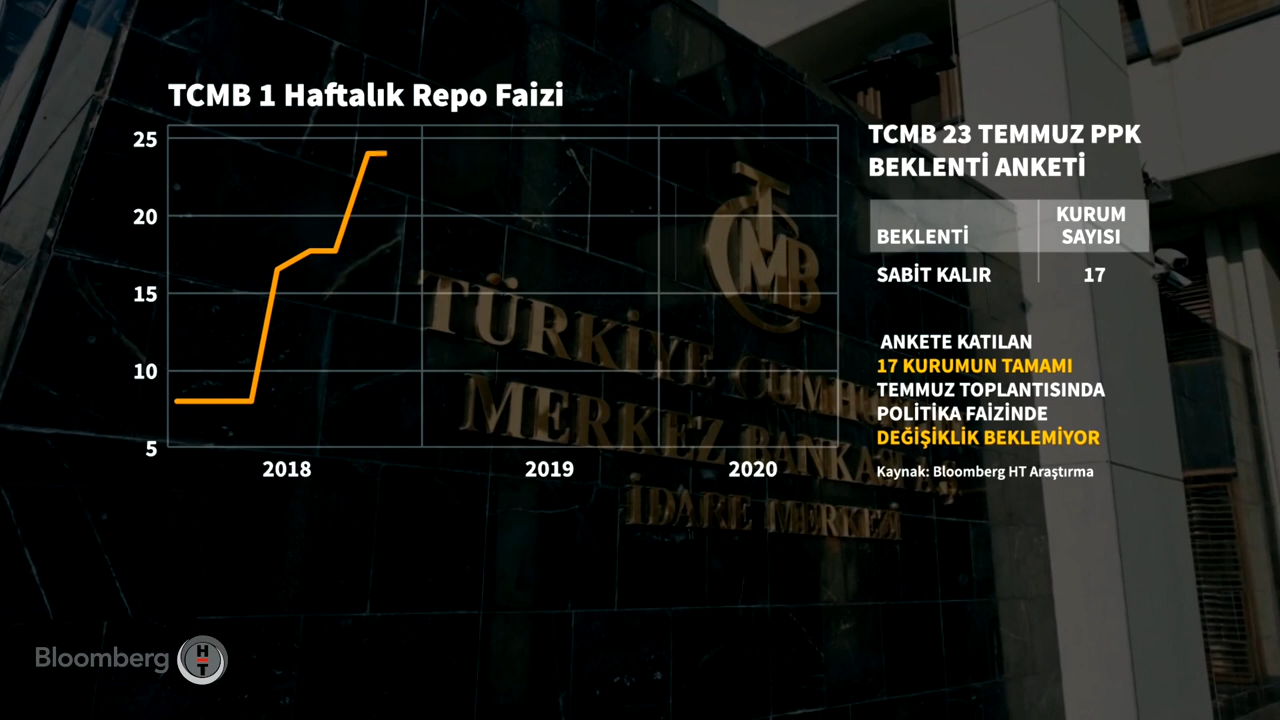 TCMB 1 Haftalık Repo Faizi
25
20
15
10
5
2018
2019
2020
TCMB 23 TEMMUZ PPK
BEKLENTİ ANKETİ
BEKLENTİ
KURUM
SAYISI
SABİT KALIR
17
ANKETE KATILAN
17 KURUMUN TAMAMI
TEMMUZ TOPLANTISINDA
POLİTİKA FAİZİNDE
DEĞİŞİKLİK BEKLEMİYOR
Kaynak: Bloomberg HT Araştırma
TCMB
TÜRKİYE
MERKEZ BANKASI
İDARE MERKEZİ
Bloomberg HT